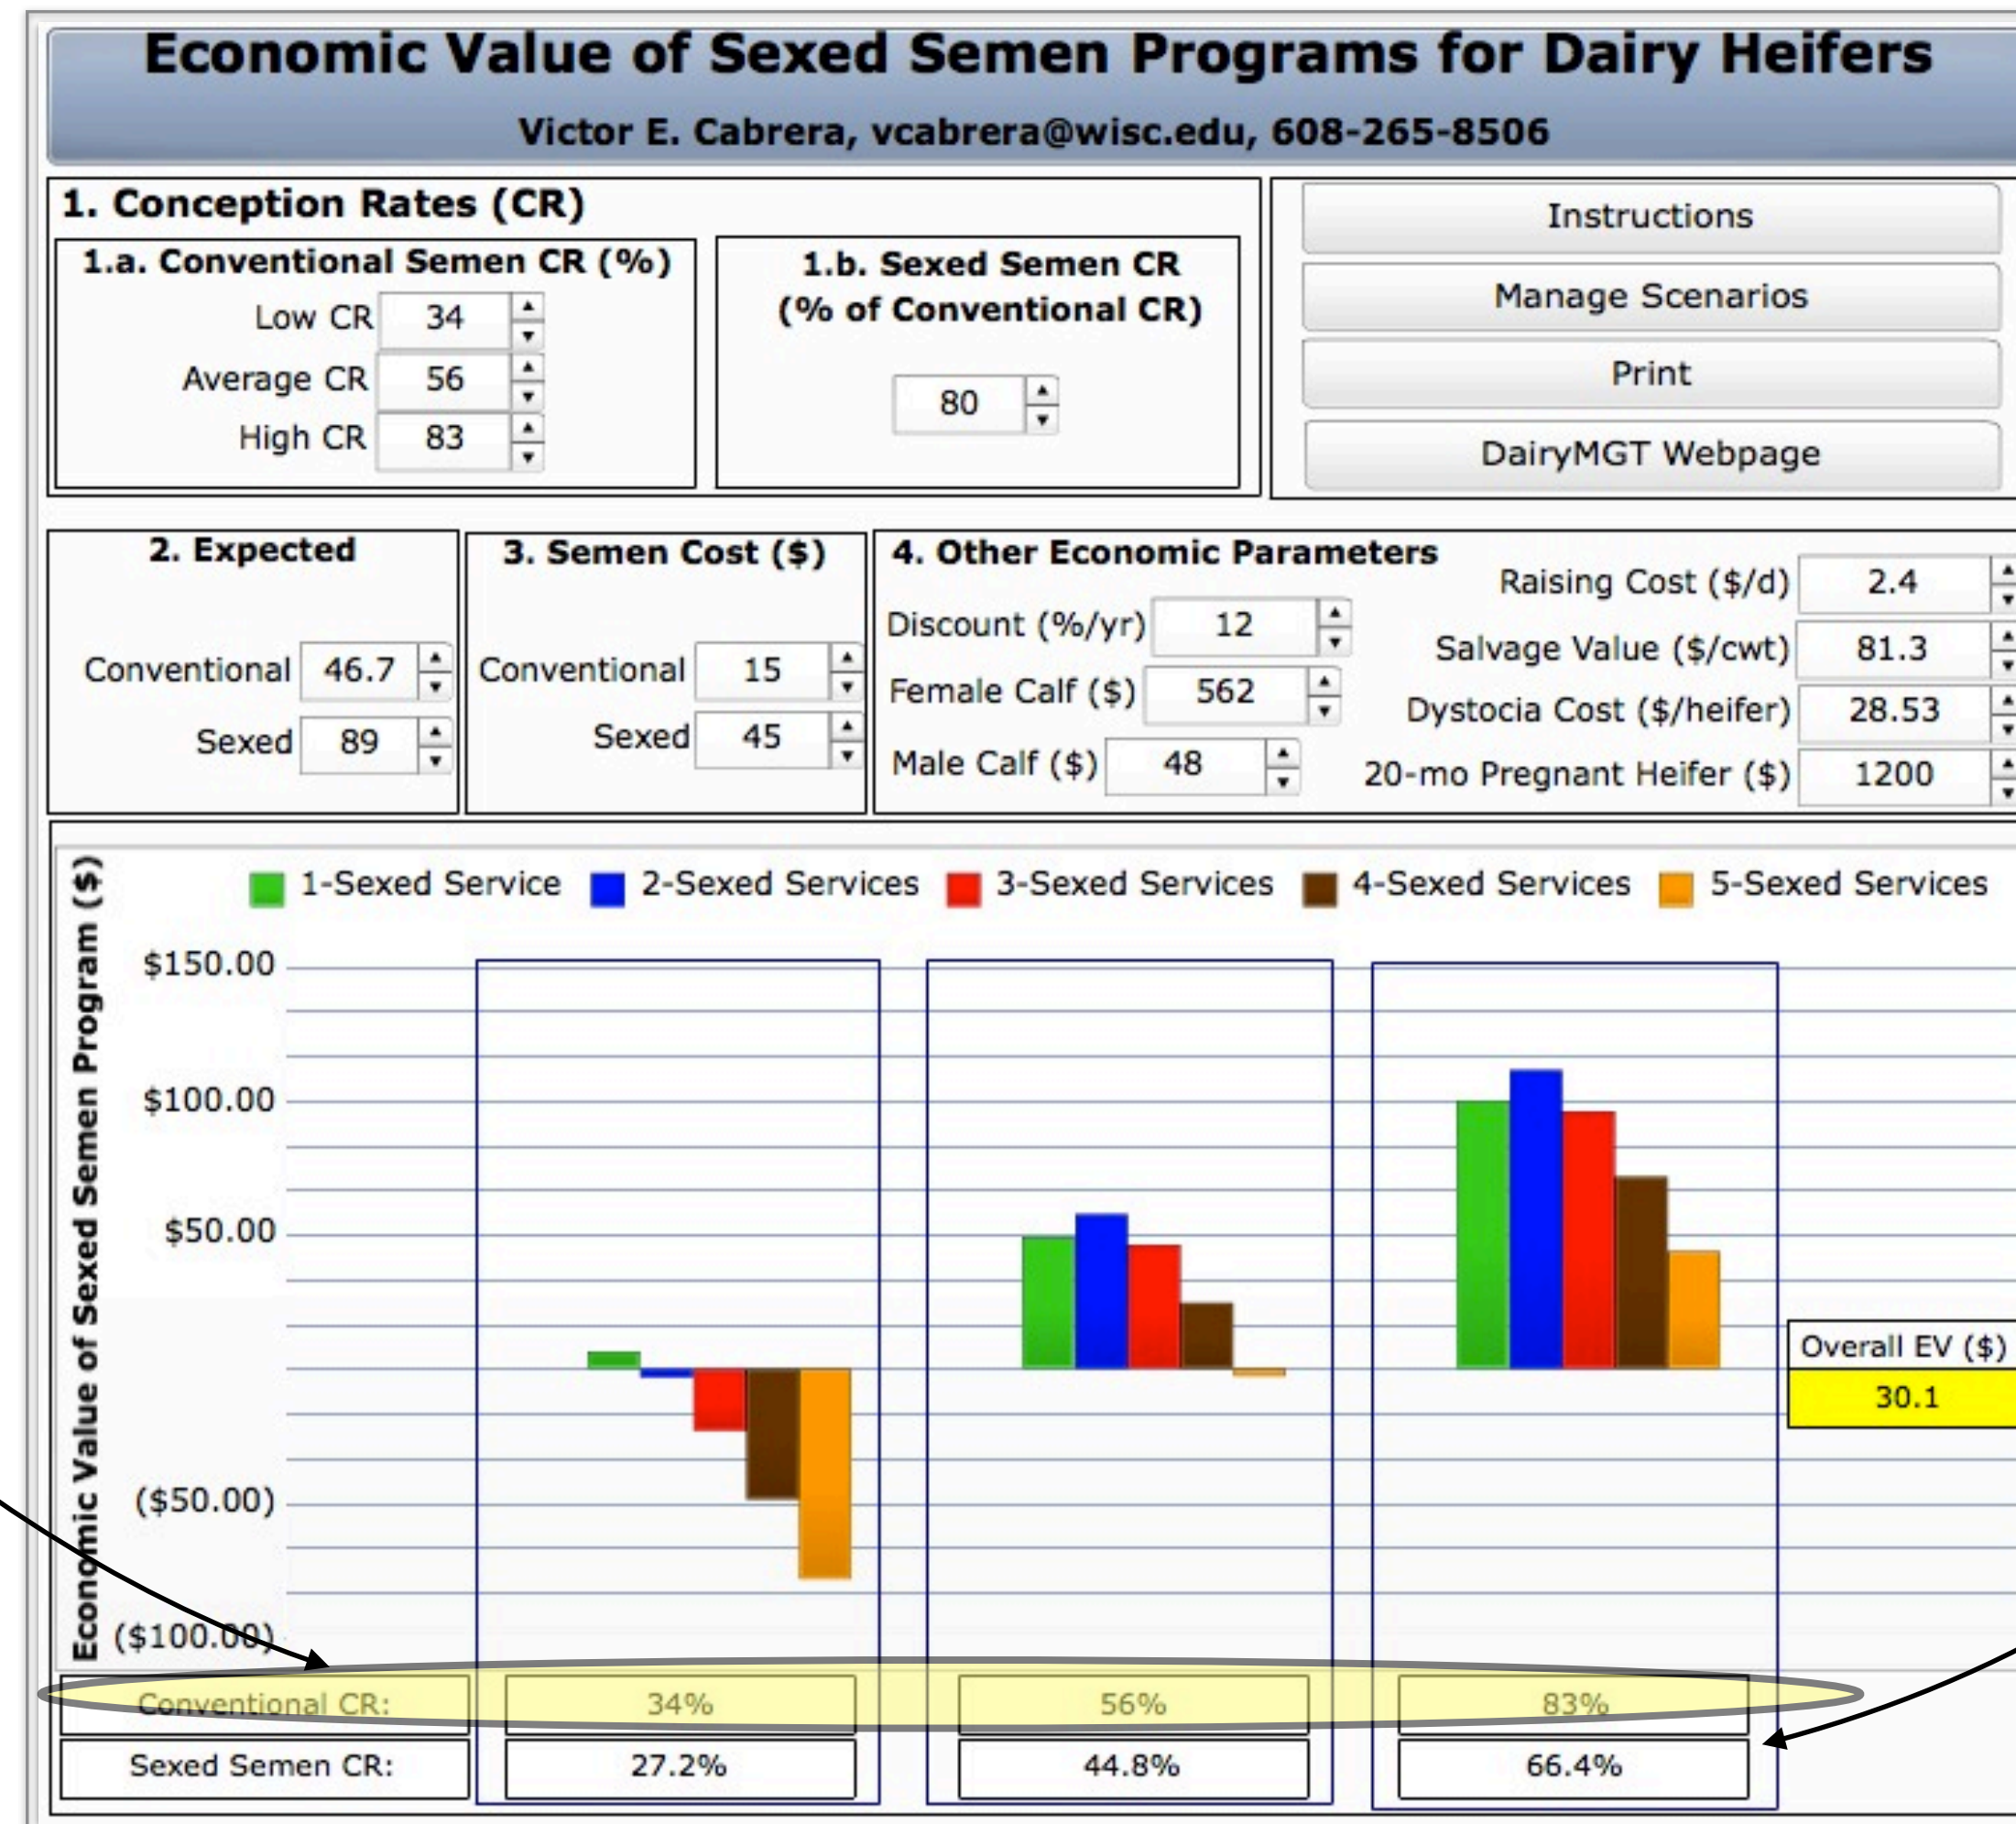 Economic Value of Sexed Semen Programs for Dairy Heifers
Victor E. Cabrera, vcabrera@wisc.edu, 608-265-8506
1. Conception Rates (CR)
1.a. Conventional Semen CR (%)
Low CR 34
Average CR 56
High CR 83
1.b. Sexed Semen CR
(% of Conventional CR)
80
Instructions
Manage Scenarios
Print
DairyMGT Webpage
2. Expected
Conventional 46.7
Sexed 89
3. Semen Cost ($)
Conventional 15
Sexed 45
4. Other Economic Parameters
Discount (%/yr) 12
Female Calf ($) 562
Male Calf ($) 48
Raising Cost ($/d) 2.4
Salvage Value ($/cwt) 81.3
Dystocia Cost ($/heifer) 28.53
20-mo Pregnant Heifer ($) 1200
Economic Value of Sexed Semen Program ($)
1-Sexed Service 2-Sexed Services 3-Sexed Services 4-Sexed Services 5-Sexed Services
$150.00
$100.00
$50.00
($50.00)
($100.00)
Overall EV ($)
30.1
Conventional CR: 34% 56% 83%
Sexed Semen CR: 27.2% 44.8% 66.4%